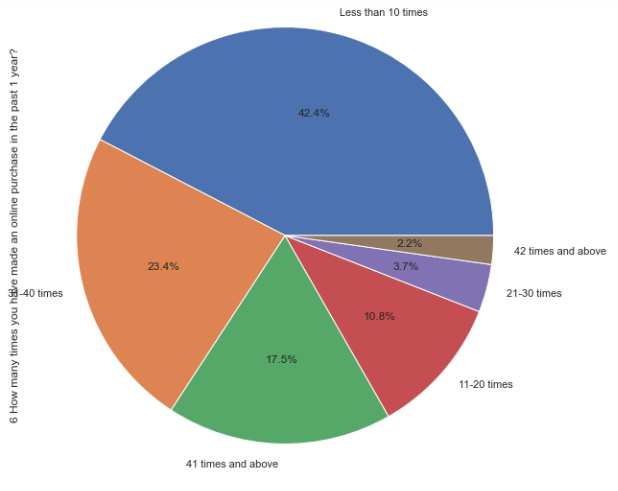 Less than 10 times
42.4%
6 How many times you have made an online purchase in the past 1 year?
23.4%
31-40 times
17.5%
41 times and above
10.8%
11-20 times
3.7%
21-30 times
2.2%
42 times and above